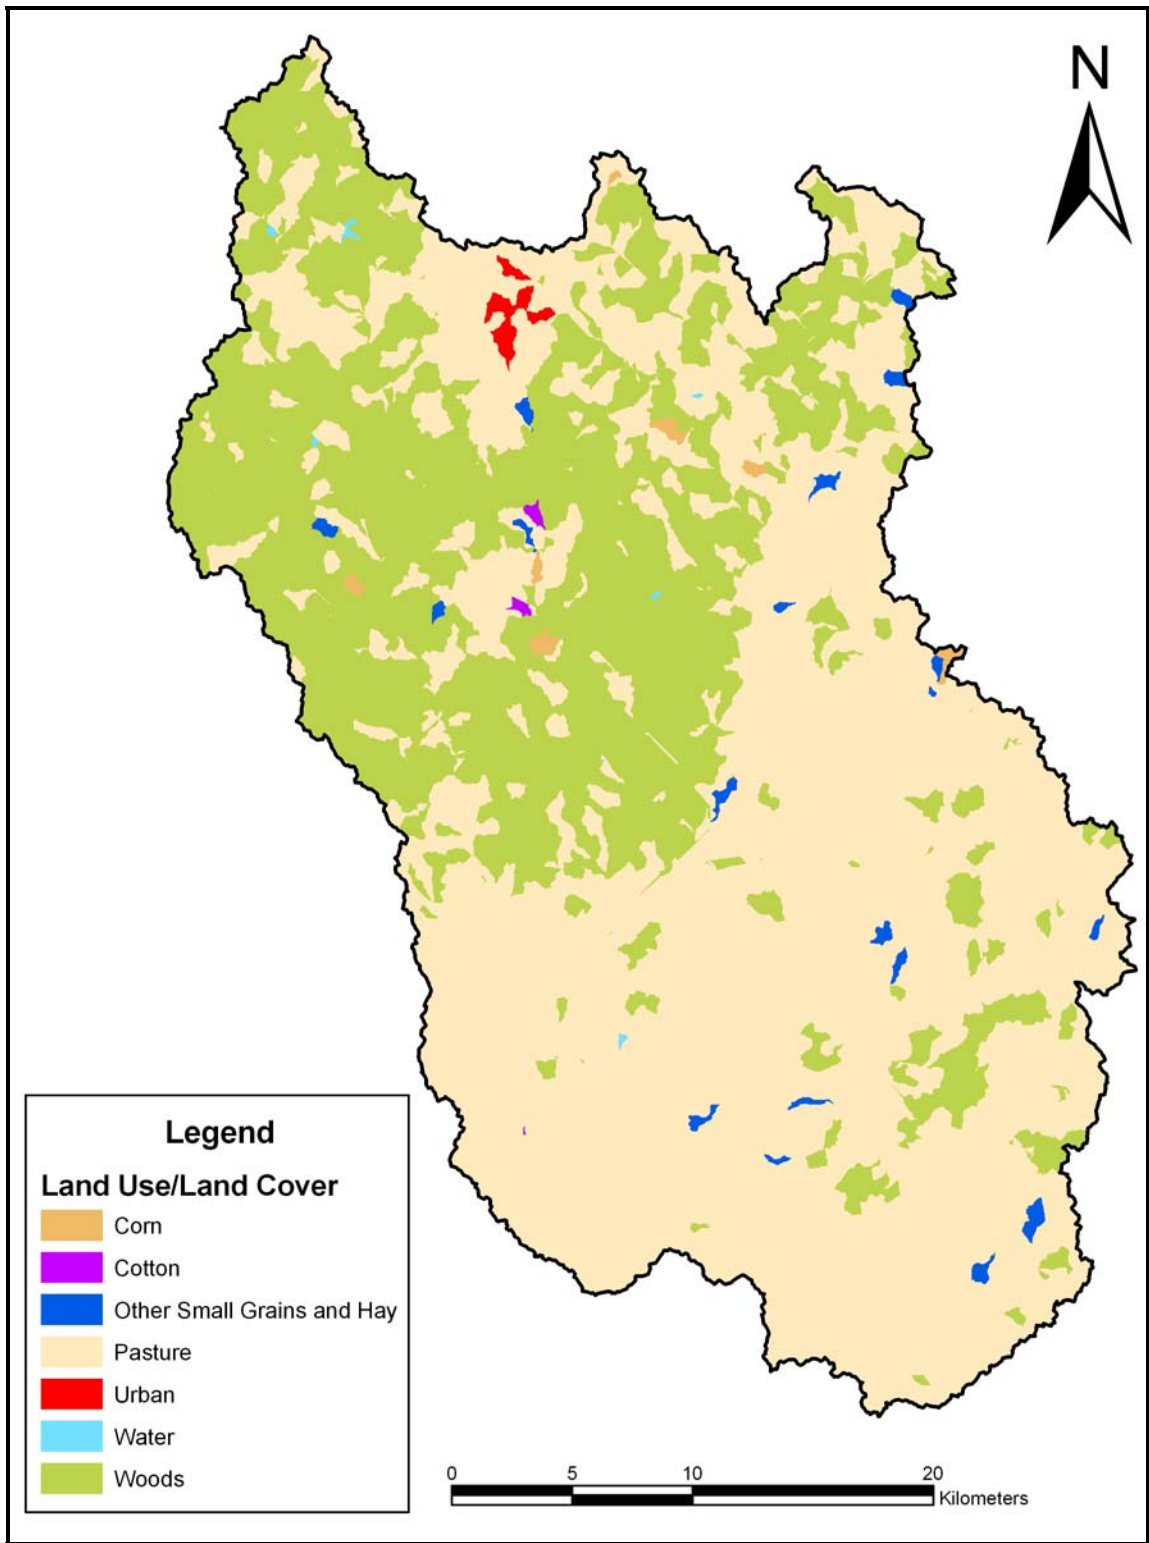 N
Legend
Land Use/Land Cover
Corn
Cotton
Other Small Grains and Hay
Pasture
Urban
Water
Woods
0 5 10 20
Kilometers